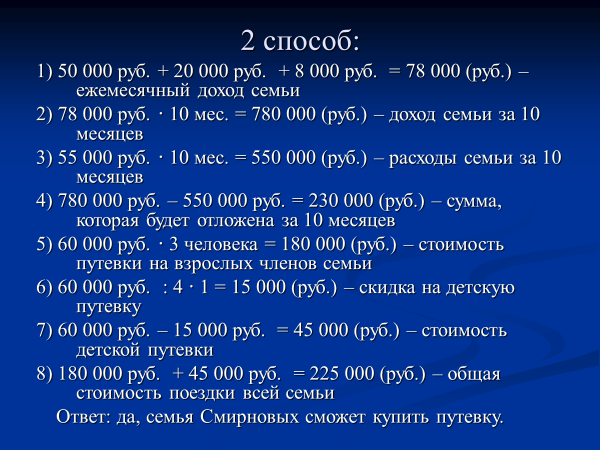 2 способ:
1) 50 000 руб. + 20 000 руб. + 8 000 руб. = 78 000 (руб.) –
ежемесячный доход семьи
2) 78 000 руб. · 10 мес. = 780 000 (руб.) – доход семьи за 10
месяцев
3) 55 000 руб. · 10 мес. = 550 000 (руб.) – расходы семьи за 10
месяцев
4) 780 000 руб. – 550 000 руб. = 230 000 (руб.) – сумма,
которая будет отложена за 10 месяцев
5) 60 000 руб. · 3 человека = 180 000 (руб.) – стоимость
путевки на взрослых членов семьи
6) 60 000 руб. : 4 · 1 = 15 000 (руб.) – скидка на детскую
путевку
7) 60 000 руб. – 15 000 руб. = 45 000 (руб.) – стоимость
детской путевки
8) 180 000 руб. + 45 000 руб. = 225 000 (руб.) – общая
стоимость поездки всей семьи
Ответ: да, семья Смирновых сможет купить путевку.